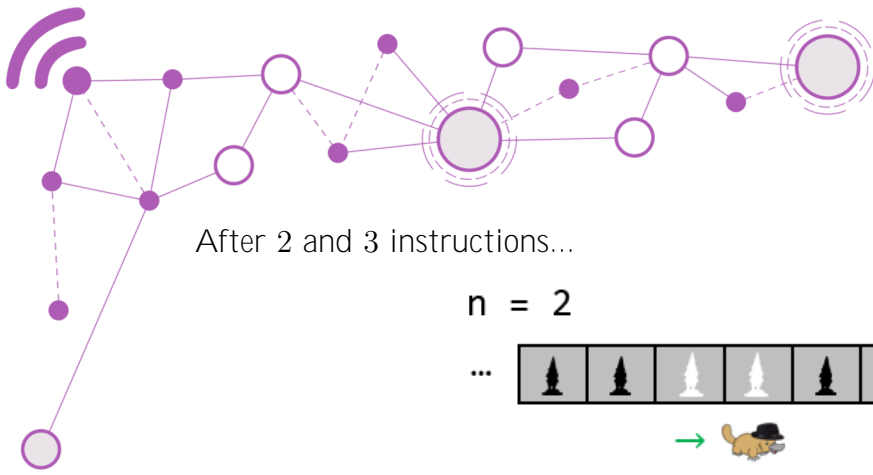 After 2 and 3 instructions...
n = 2
...